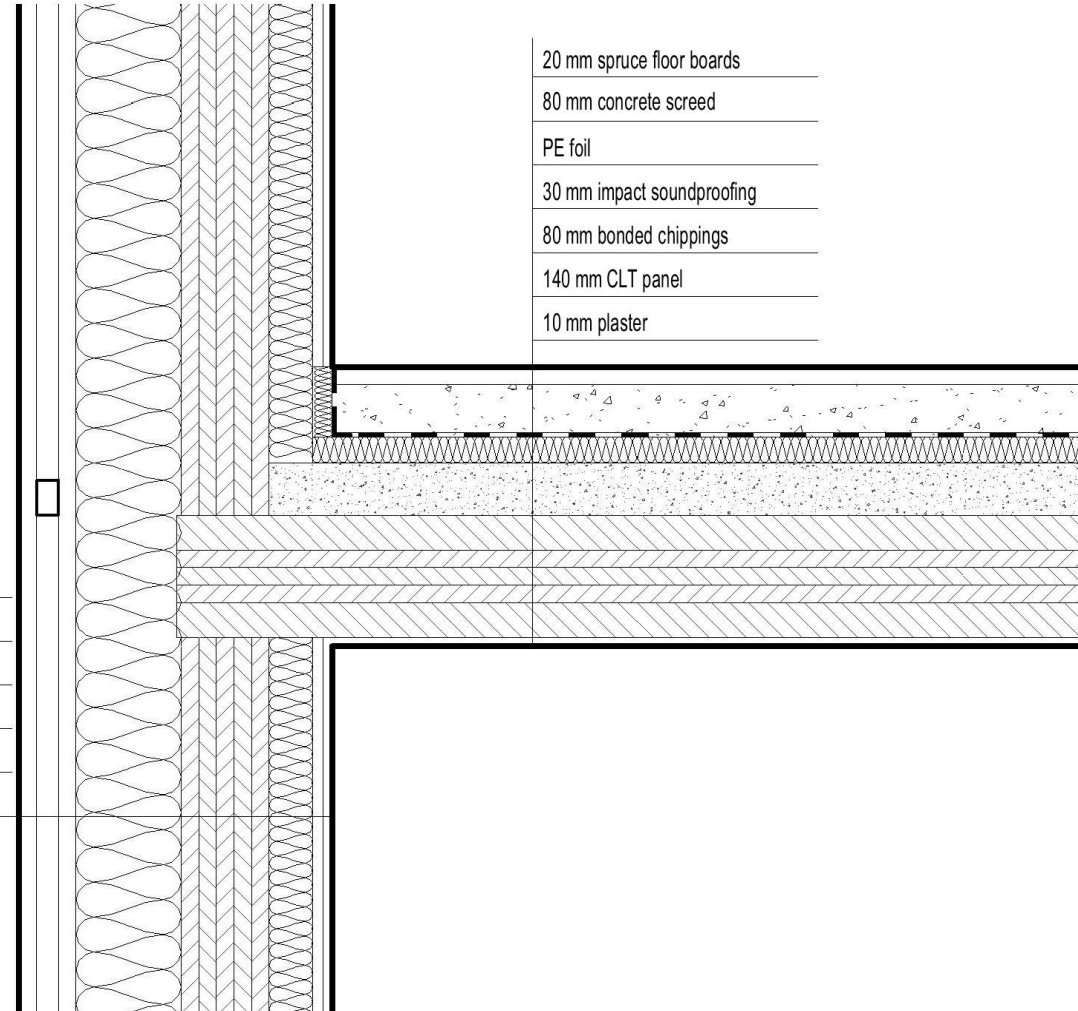 20 mm spruce floor boards
80 mm concrete screed
PE foil
30 mm impact soundproofing
80 mm bonded chippings
140 mm CLT panel
10 mm plaster